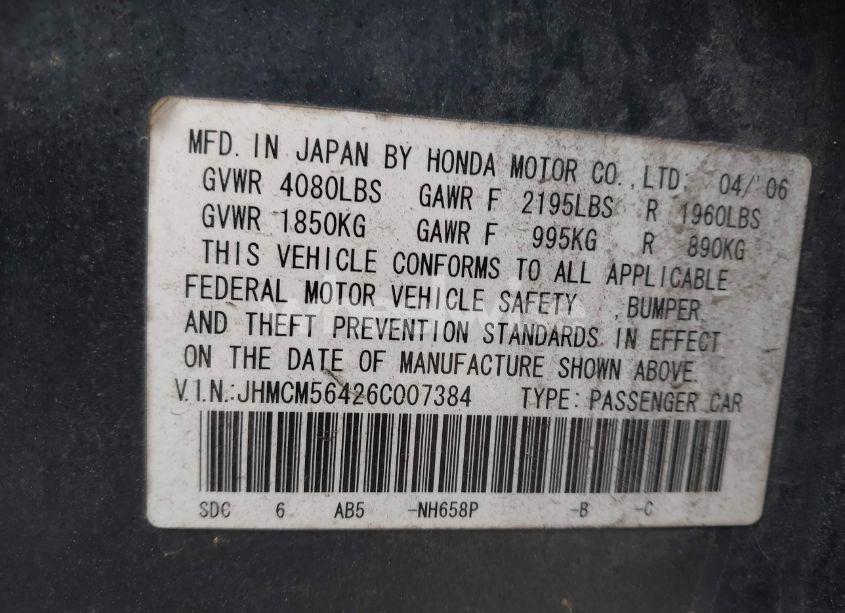 MFD. IN JAPAN BY HONDA MOTOR CO.,LTD. 04/'06
GVWR 4080LBS GAWR F 2195LBS R 1960LBS
GVWR 1850KG GAWR F 995KG R 890KG
THIS VEHICLE CONFORMS TO ALL APPLICABLE
FEDERAL MOTOR VEHICLE SAFETY ,BUMPER,
AND THEFT PREVENTION STANDARDS IN EFFECT
ON THE DATE OF MANUFACTURE SHOWN ABOVE.
V.I.N.:JHMCM56426C007384 TYPE:PASSENGER CAR
SDC 6 AB5 -NH658P -B -C